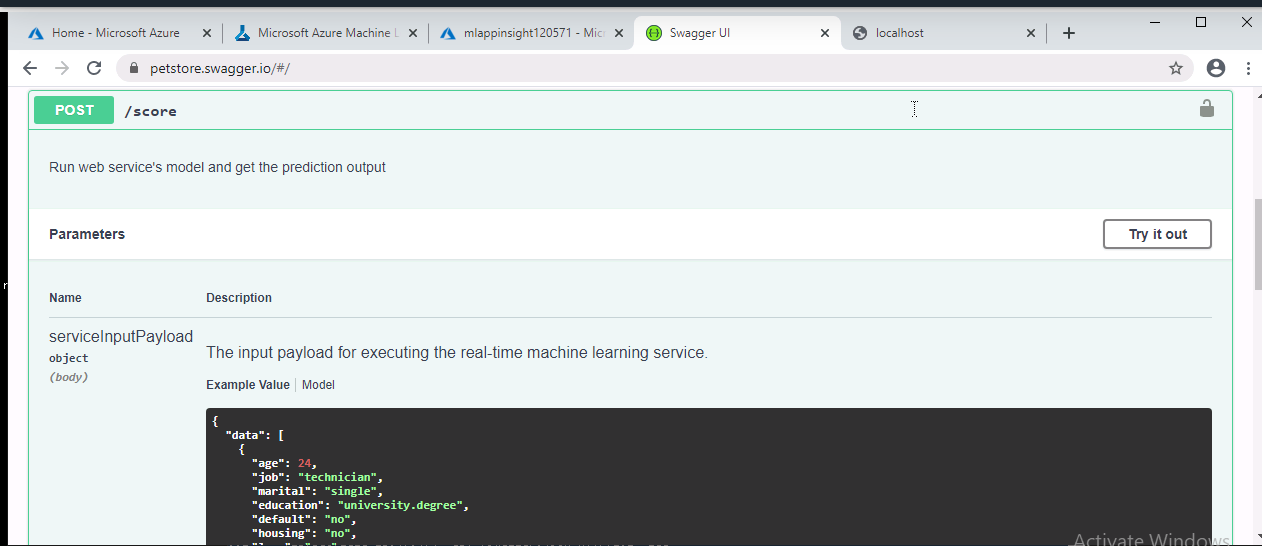 Home - Microsoft Azure
Microsoft Azure Machine L
mlappinsight120571 - Mic
Swagger UI
localhost
petstore.swagger.io/#/
POST /score
Run web service's model and get the prediction output
Parameters
Try it out
Name Description
serviceInputPayload
object
(body)
The input payload for executing the real-time machine learning service.
Example Value Model
{
"data": [
{
"age": 24,
"job": "technician",
"marital": "single",
"education": "university.degree",
"default": "no",
"housing": "no",
Activate Windows